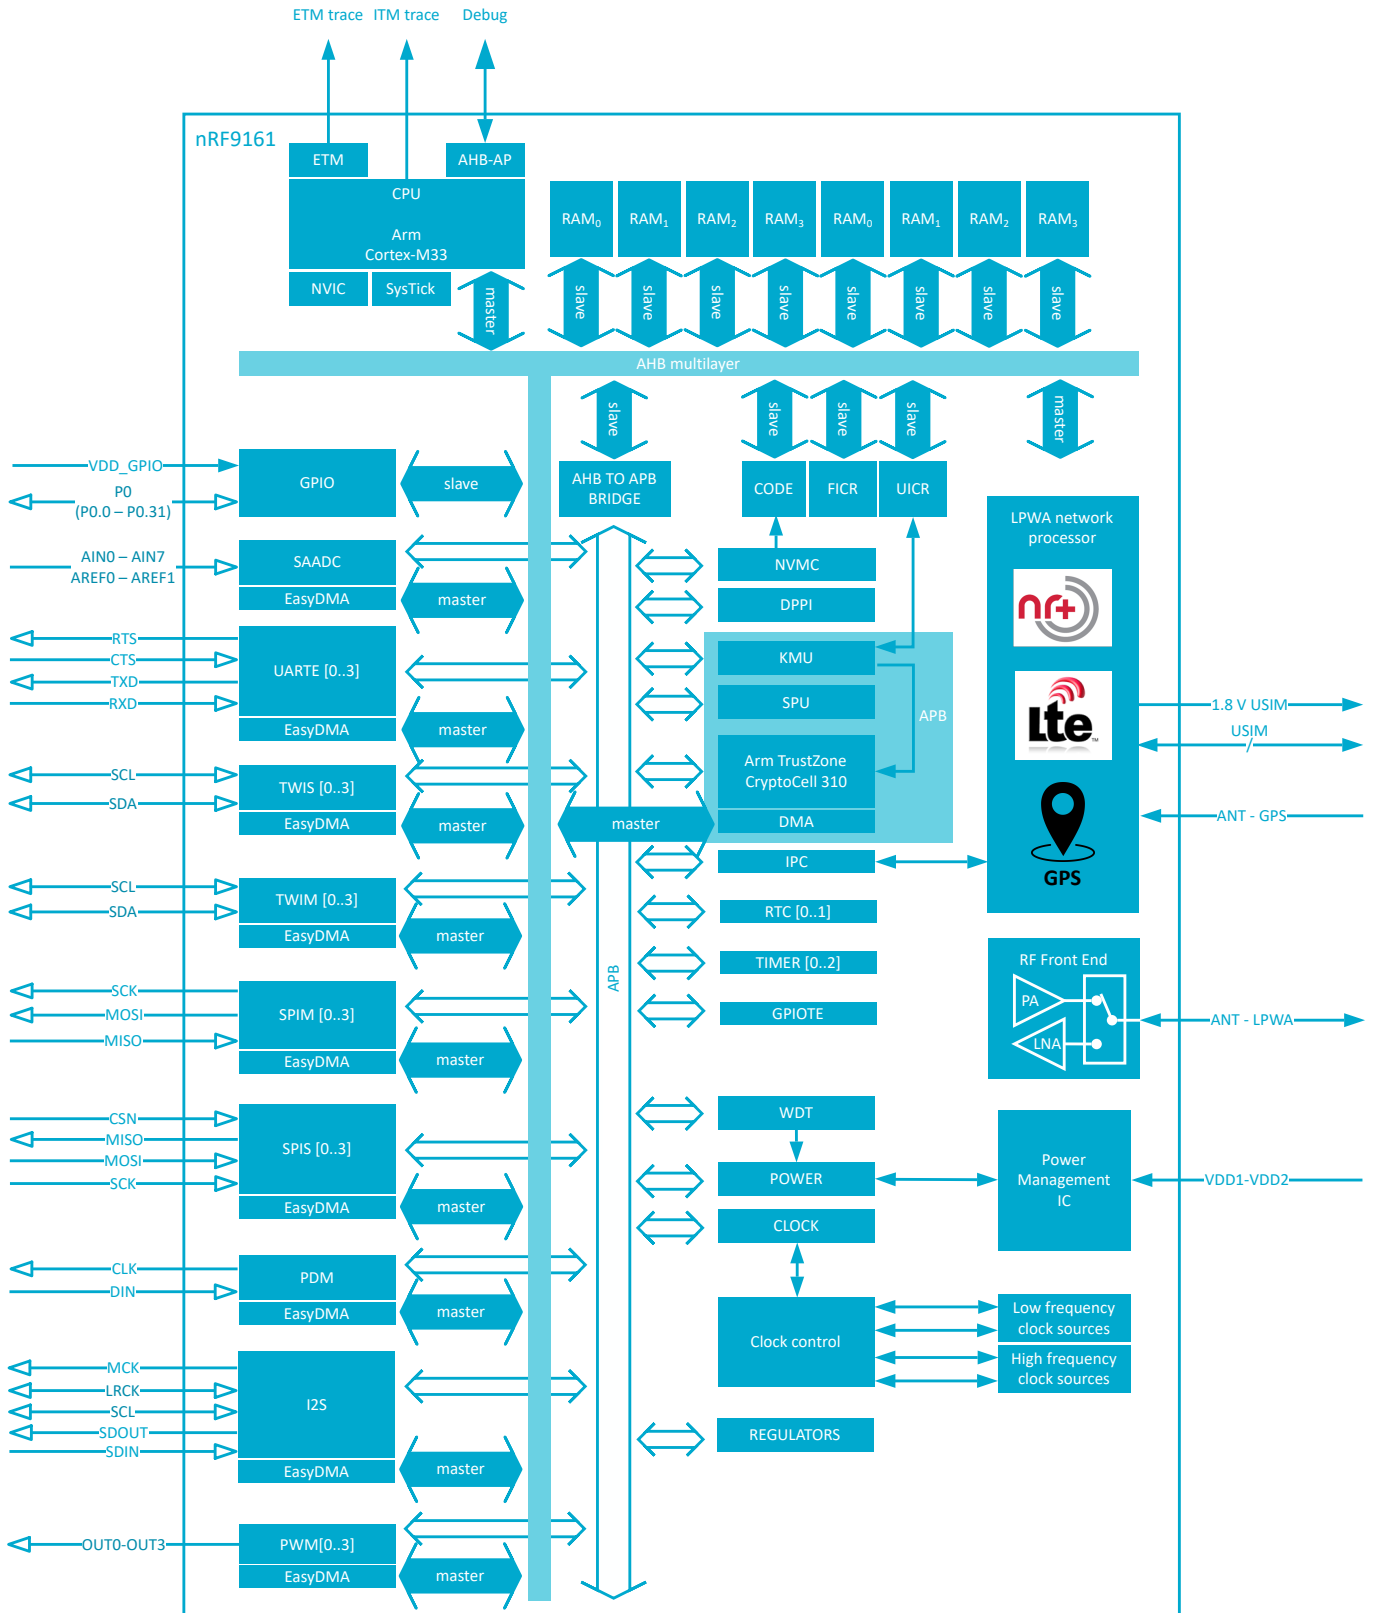 ETM trace ITM trace Debug
nRF9161
ETM
AHB-AP
CPU
Arm
Cortex-M33
NVIC
SysTick
master
RAM0
RAM1
RAM2
RAM3
RAM0
RAM1
RAM2
RAM3
slave
slave
slave
slave
slave
slave
slave
slave
AHB multilayer
slave
slave
slave
slave
master
VDD_GPIO
P0
(P0.0 – P0.31)
GPIO
slave
AHB TO APB
BRIDGE
CODE
FICR
UICR
AIN0 – AIN7
AREF0 – AREF1
SAADC
EasyDMA
master
NVMC
DPPI
LPWA network
processor
nr+
RTS
CTS
TXD
RXD
UARTE [0..3]
EasyDMA
master
KMU
SPU
APB
Lte
TM
1.8 V USIM
USIM
/
SCL
SDA
TWIS [0..3]
EasyDMA
master
master
Arm TrustZone
CryptoCell 310
DMA
ANT - GPS
GPS
IPC
SCL
SDA
TWIM [0..3]
EasyDMA
master
RTC [0..1]
TIMER [0..2]
GPIOTE
APB
RF Front End
PA
LNA
ANT - LPWA
SCK
MOSI
MISO
SPIM [0..3]
EasyDMA
master
CSN
MISO
MOSI
SCK
SPIS [0..3]
EasyDMA
master
WDT
POWER
CLOCK
Power
Management
IC
VDD1-VDD2
CLK
DIN
PDM
EasyDMA
master
Clock control
Low frequency
clock sources
High frequency
clock sources
MCK
LRCK
SCL
SDOUT
SDIN
I2S
EasyDMA
master
REGULATORS
OUT0-OUT3
PWM[0..3]
EasyDMA
master